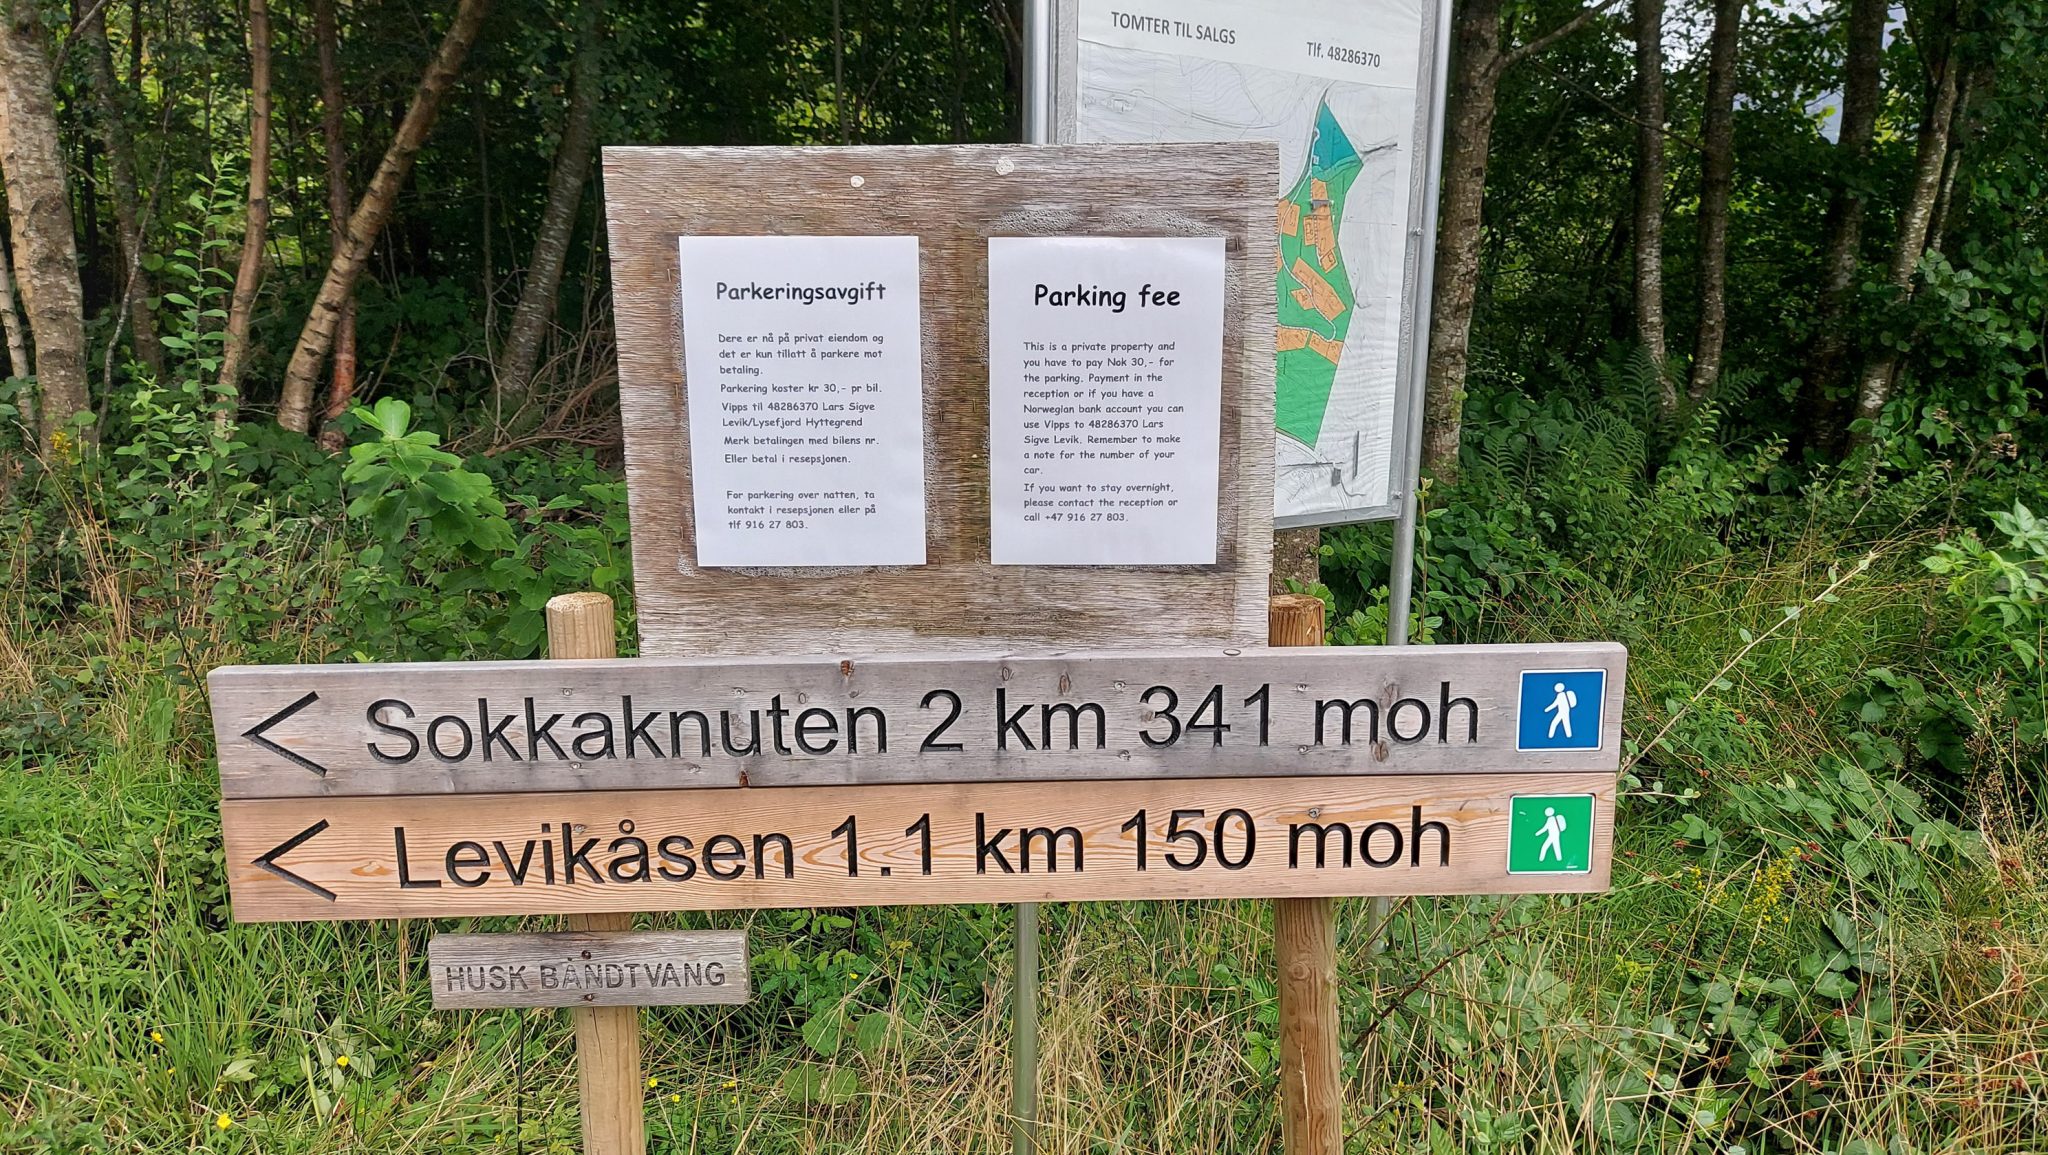 TOMTER TIL SALGS
Tlf. 48286370
Parkeringsavgift
Dere er nå på privat eiendom og
det er kun tillatt å parkere mot
betaling.
Parkering koster kr 30,- pr bil.
Vipps til 48286370 Lars Sigve
Levik/Lysefjord Hyttegrend
Merk betalingen med bilens nr.
Eller betal i resepsjonen.
For parkering over natten, ta
kontakt i resepsjonen eller på
tlf 916 27 803.
Parking fee
This is a private property and
you have to pay Nok 30,- for
the parking. Payment in the
reception or if you have a
Norwegian bank account you can
use Vipps to 48286370 Lars
Sigve Levik. Remember to make
a note for the number of your
car.
If you want to stay overnight,
please contact the reception or
call +47 916 27 803.
< Sokkaknuten 2 km 341 moh
< Levikåsen 1.1 km 150 moh
HUSK BÅNDTVANG